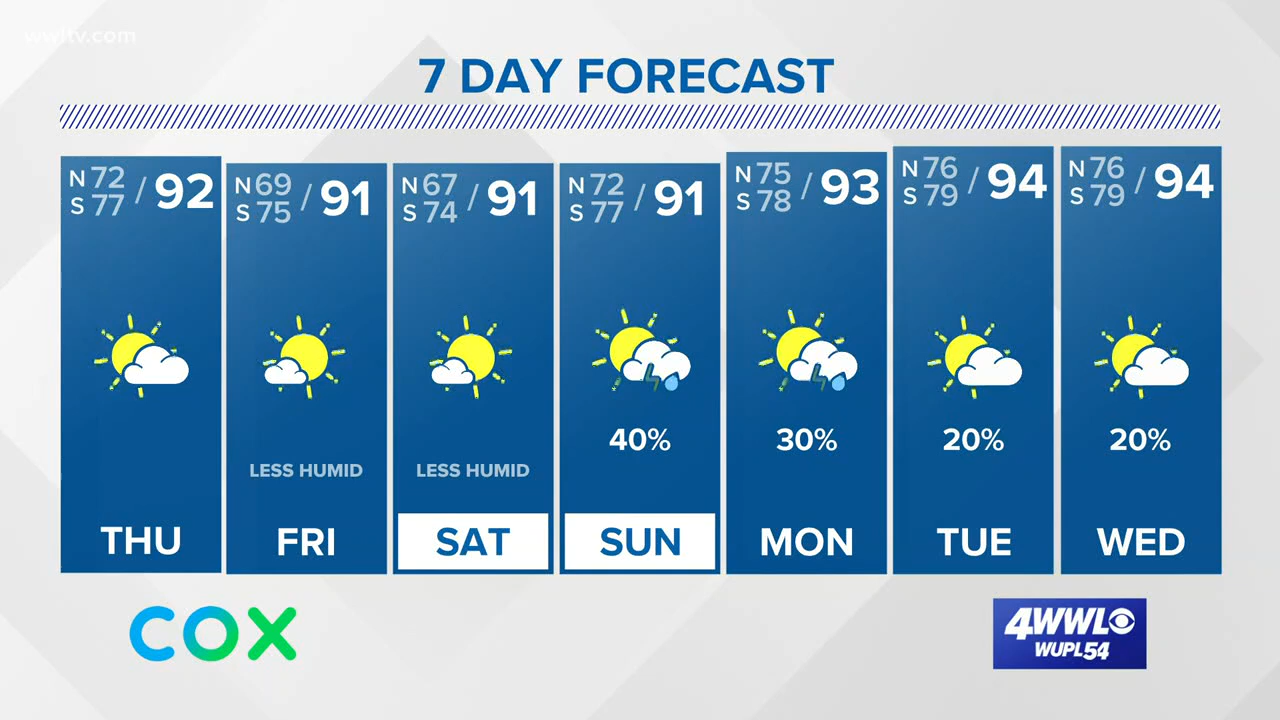 wwltv.com
7 DAY FORECAST
N 72 / 92
S 77
N 69 / 91
S 75
N 67 / 91
S 74
N 72 / 91
S 77
N 75 / 93
S 78
N 76 / 94
S 79
N 76 / 94
S 79
40%
30%
20%
20%
LESS HUMID
LESS HUMID
THU
FRI
SAT
SUN
MON
TUE
WED
COX
4WWL
WUPL54